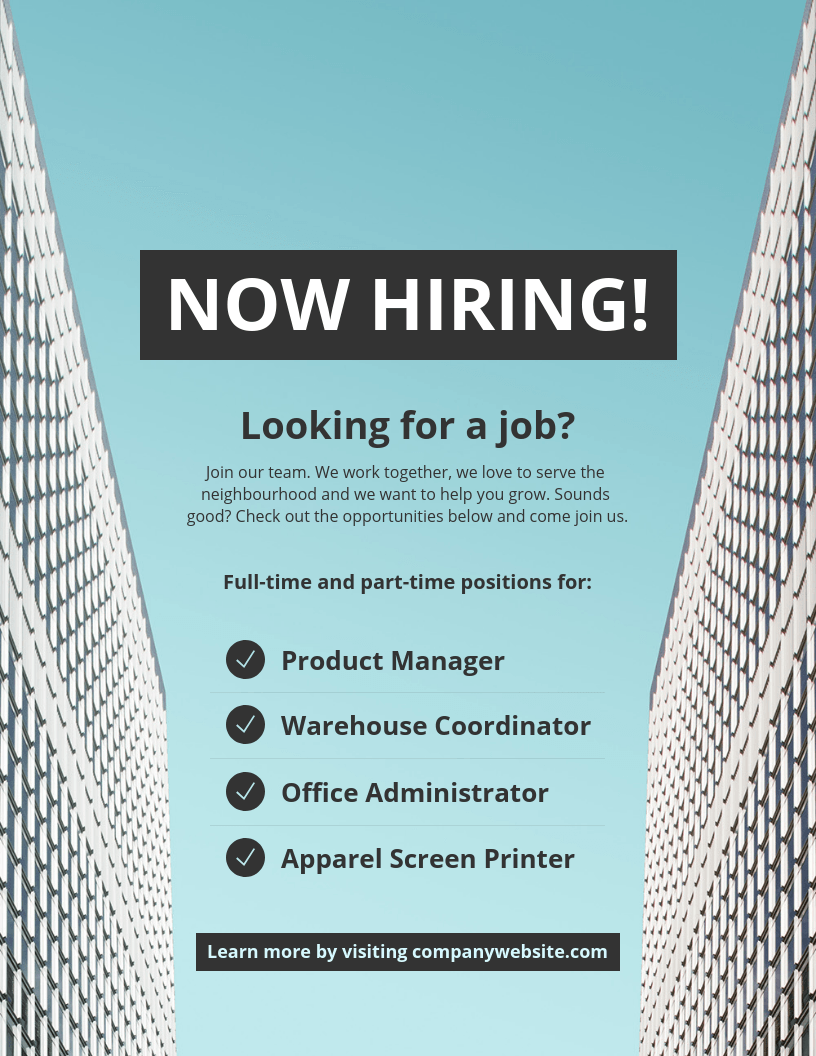 NOW HIRING!
Looking for a job?
Join our team. We work together, we love to serve the
neighbourhood and we want to help you grow. Sounds
good? Check out the opportunities below and come join us.
Full-time and part-time positions for:
Product Manager
Warehouse Coordinator
Office Administrator
Apparel Screen Printer
Learn more by visiting companywebsite.com